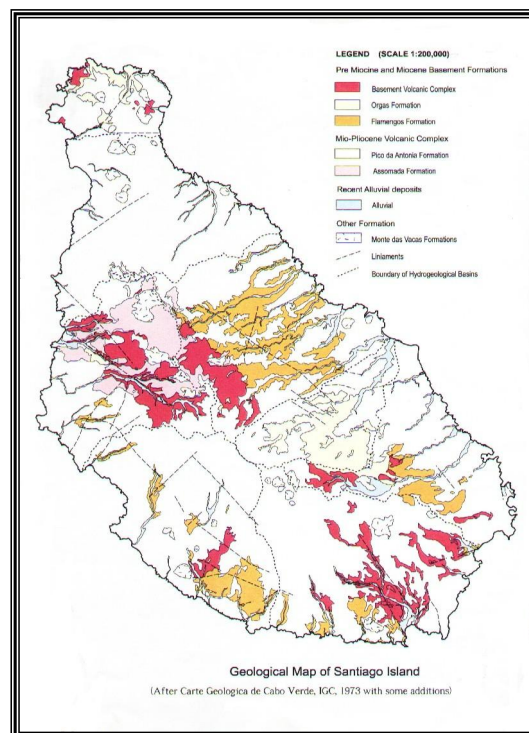 LEGEND (SCALE 1:200,000)
Pre Miocene and Miocene Basement Formations
Basement Volcanic Complex
Orgas Formation
Flamengos Formation
Mio-Pliocene Volcanic Complex
Pico da Antonia Formation
Assomada Formation
Recent Alluvial deposits
Alluvial
Other Formation
Monte das Vacas Formations
Liniaments
Boundary of Hydrogeological Basins
Geological Map of Santiago Island
(After Carte Geologica de Cabo Verde, IGC, 1973 with some additions)